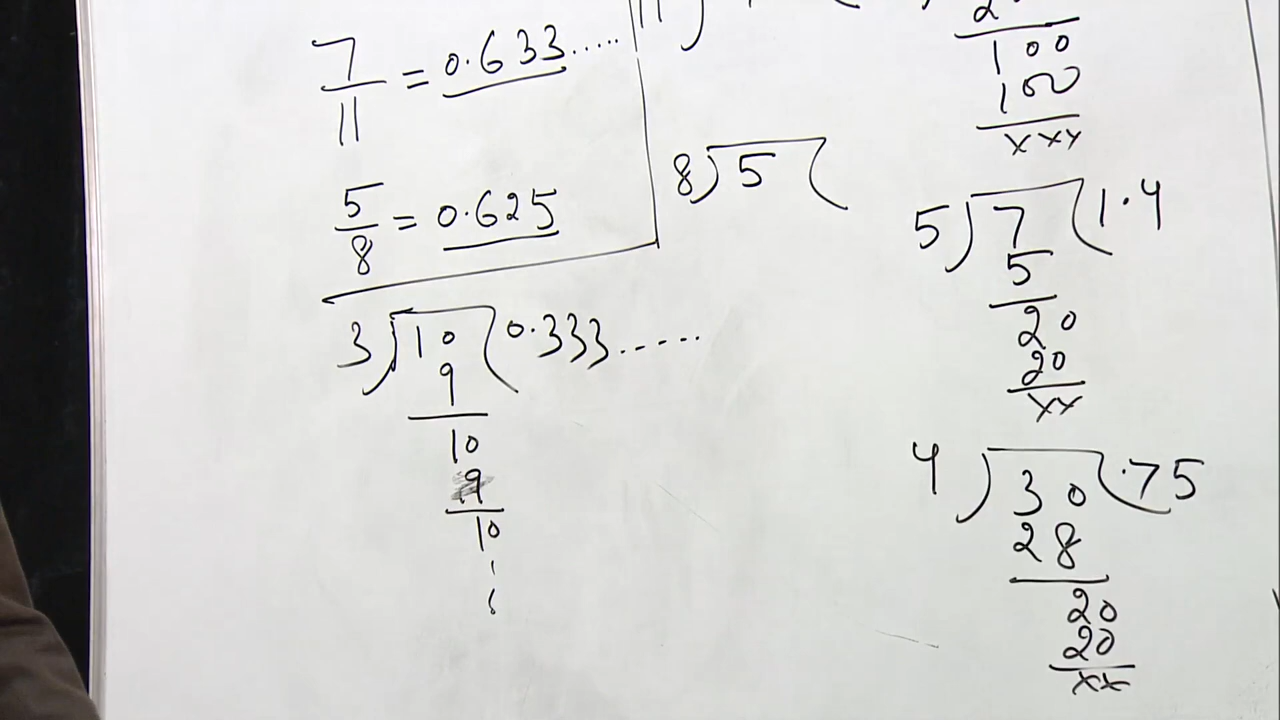 7/11 = 0.633.....
5/8 = 0.625
3) 10 ( 0.333.....
9
10
9
10
8) 5 (
100
100
xxx
5) 7 ( 1.4
5
20
20
xx
4) 30 ( .75
28
20
20
xx